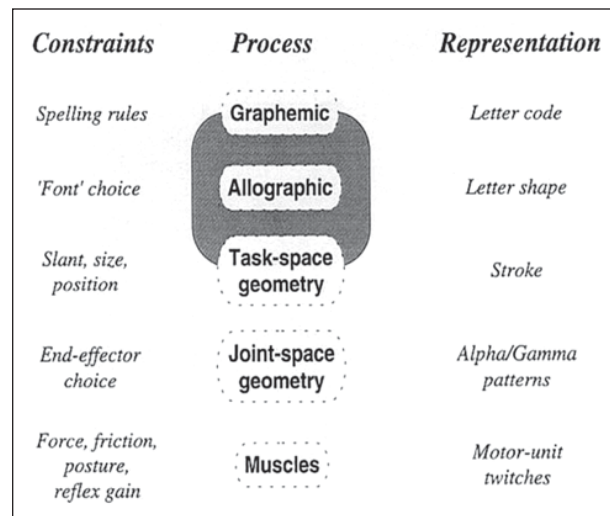 Constraints Process Representation
Spelling rules Graphemic Letter code
'Font' choice Allographic Letter shape
Slant, size,
position Task-space
geometry Stroke
End-effector
choice Joint-space
geometry Alpha/Gamma
patterns
Force, friction,
posture,
reflex gain Muscles Motor-unit
twitches